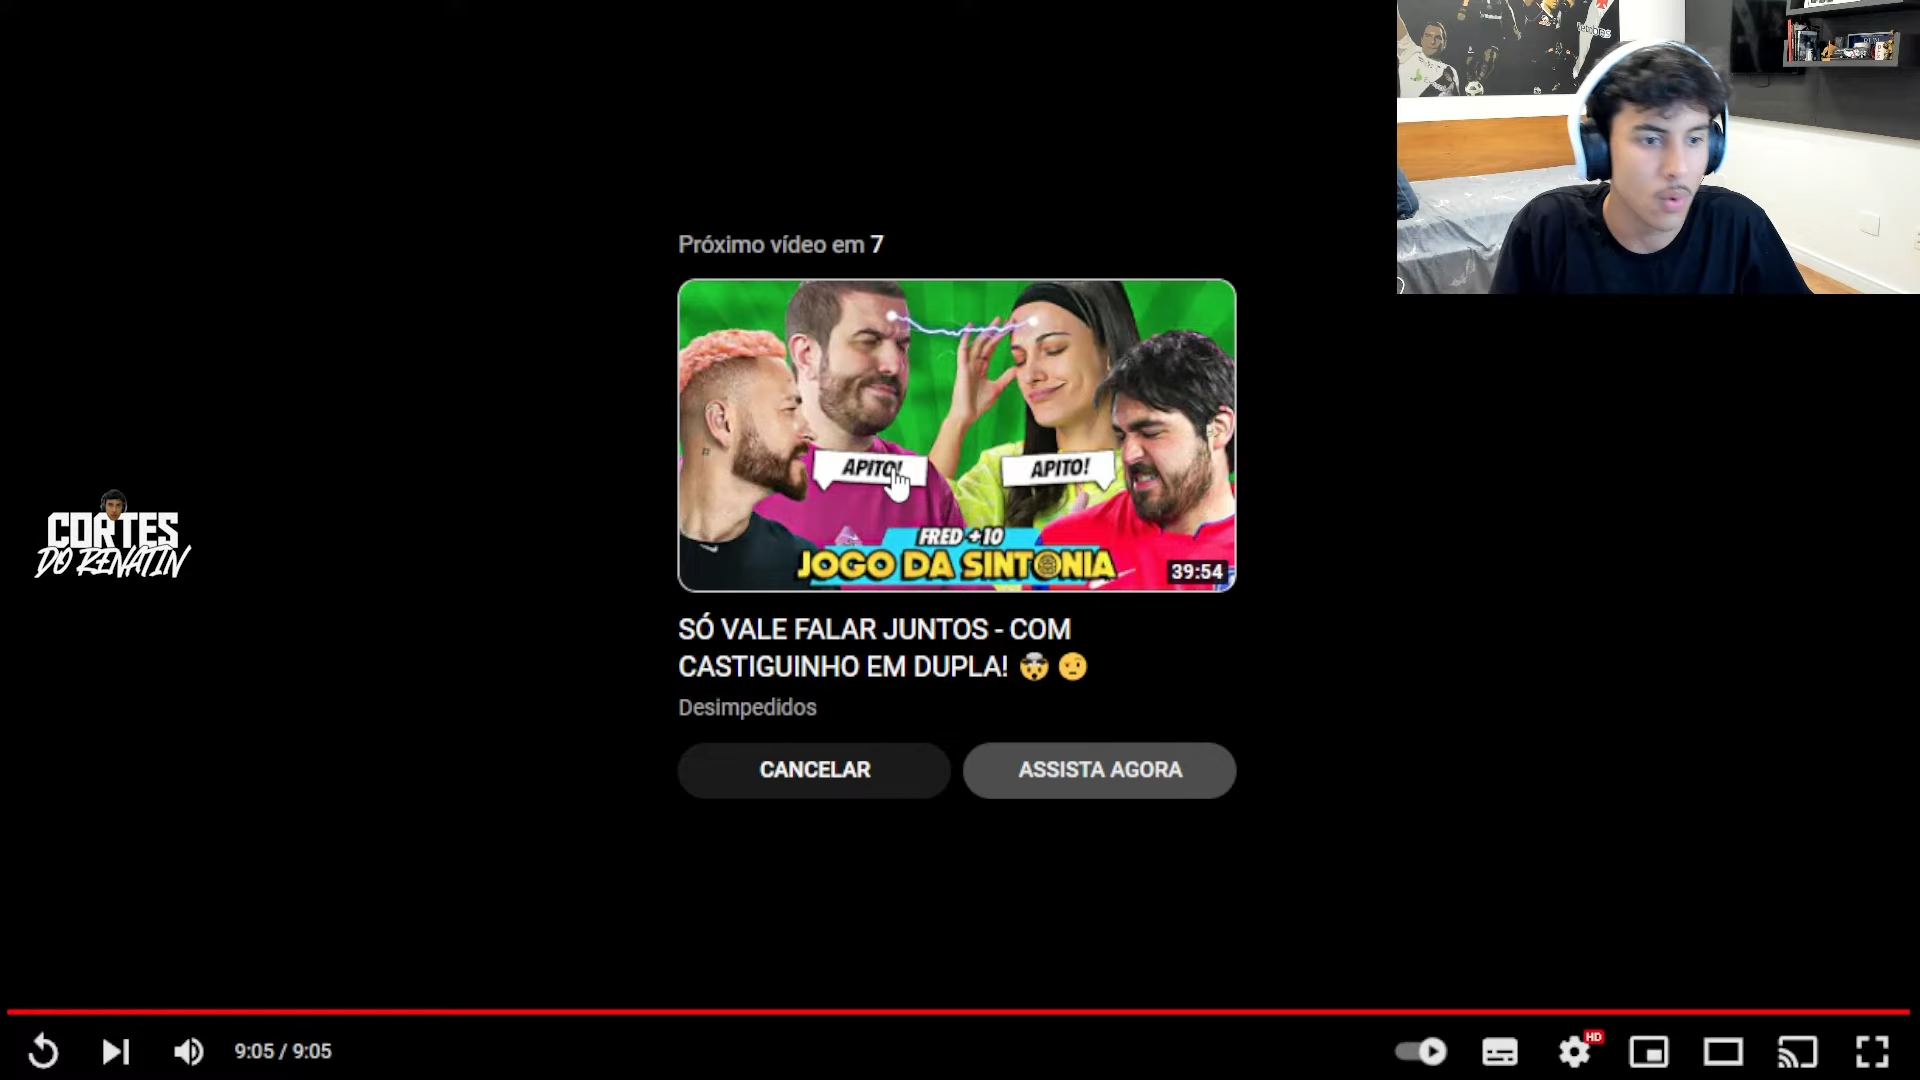 Próximo vídeo em 7
APITO!
APITO!
FRED +10
JOGO DA SINTONIA
39:54
SÓ VALE FALAR JUNTOS - COM
CASTIGUINHO EM DUPLA! 🤯 🤨
Desimpedidos
CANCELAR
ASSISTA AGORA
CORTES
DO RENATIN
9:05 / 9:05
HD